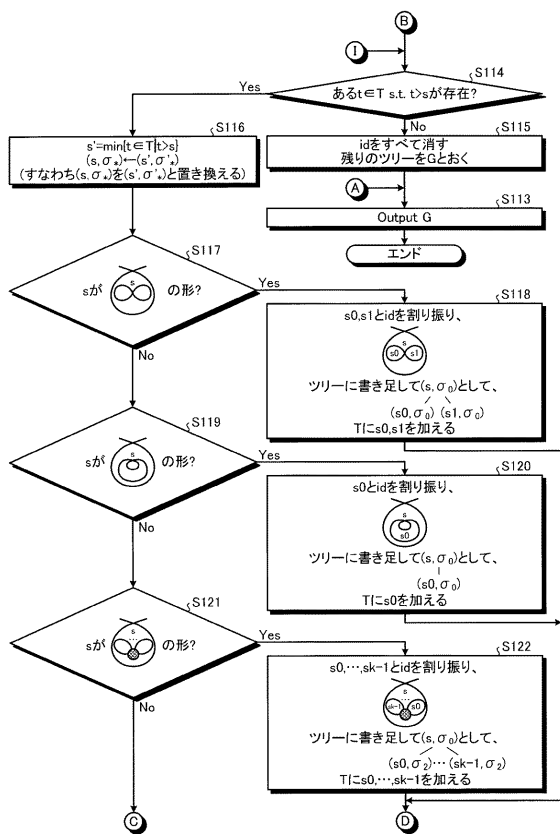 B
I
S114
ある t∈T s.t. t>sが存在?
Yes
No
S116
s'=min{t∈T|t>s}
(s,σ*)←(s',σ'*)
(すなわち(s,σ*)を(s',σ'*)と置き換える)
S115
idをすべて消す
残りのツリーをGとおく
A
S113
Output G
エンド
S117
sが
s
の形?
Yes
No
S118
s0,s1とidを割り振り、
s
s0
s1
ツリーに書き足して(s,σ0)として、
(s0,σ0) (s1,σ0)
Tにs0,s1を加える
S119
sが
s
の形?
Yes
No
S120
s0とidを割り振り、
s
s0
ツリーに書き足して(s,σ0)として、
(s0,σ0)
Tにs0を加える
S121
sが
s
…
の形?
Yes
No
S122
s0,…,sk-1とidを割り振り、
s
…
sk-1
s0
ツリーに書き足して(s,σ0)として、
(s0,σ2)…(sk-1,σ2)
Tにs0,…,sk-1を加える
C
D